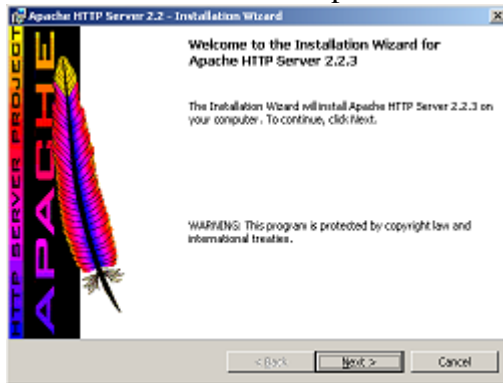 Apache HTTP Server 2.2 - Installation Wizard
HTTP SERVER PROJECT
APACHE
Welcome to the Installation Wizard for
Apache HTTP Server 2.2.3
The Installation Wizard will install Apache HTTP Server 2.2.3 on
your computer. To continue, click Next.
WARNING: This program is protected by copyright law and
international treaties.
< Back
Next >
Cancel